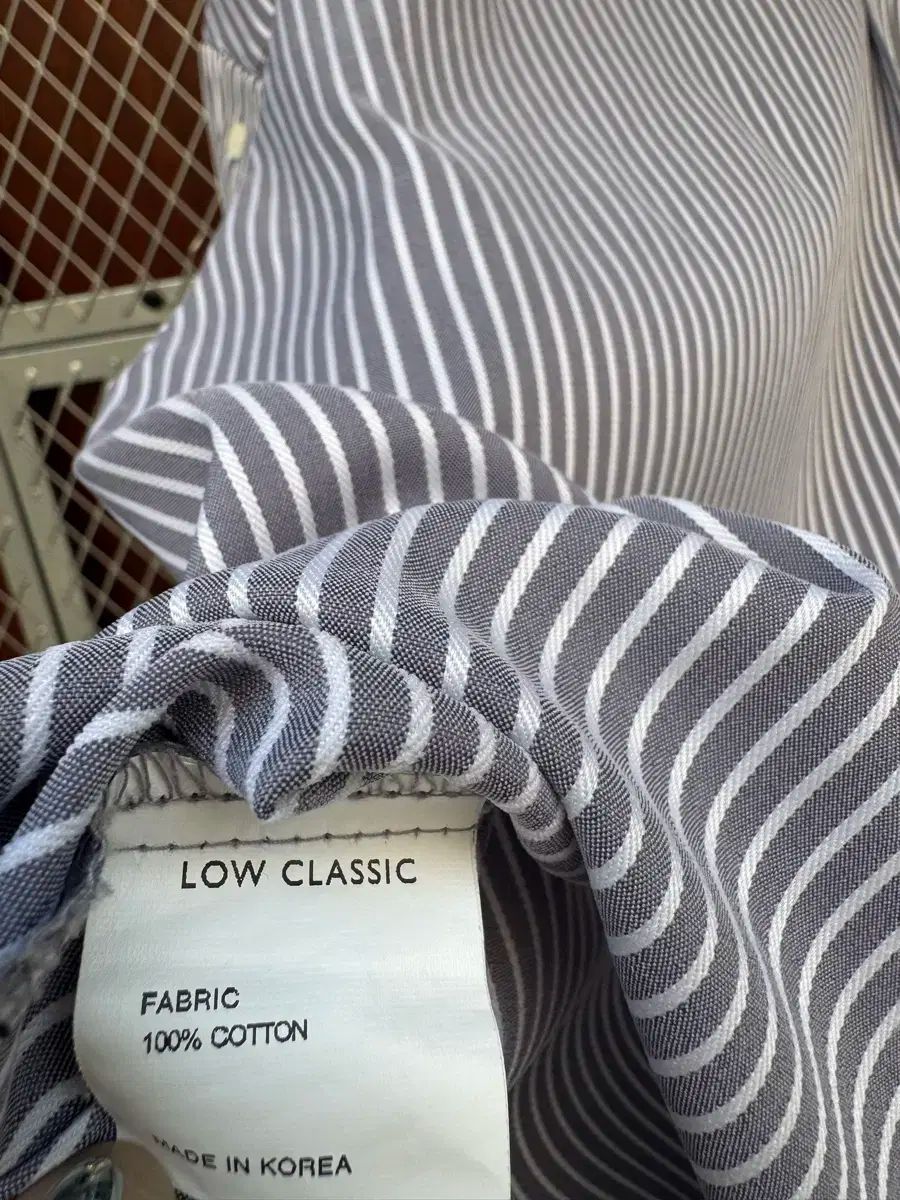 LOW CLASSIC
FABRIC
100% COTTON
MADE IN KOREA